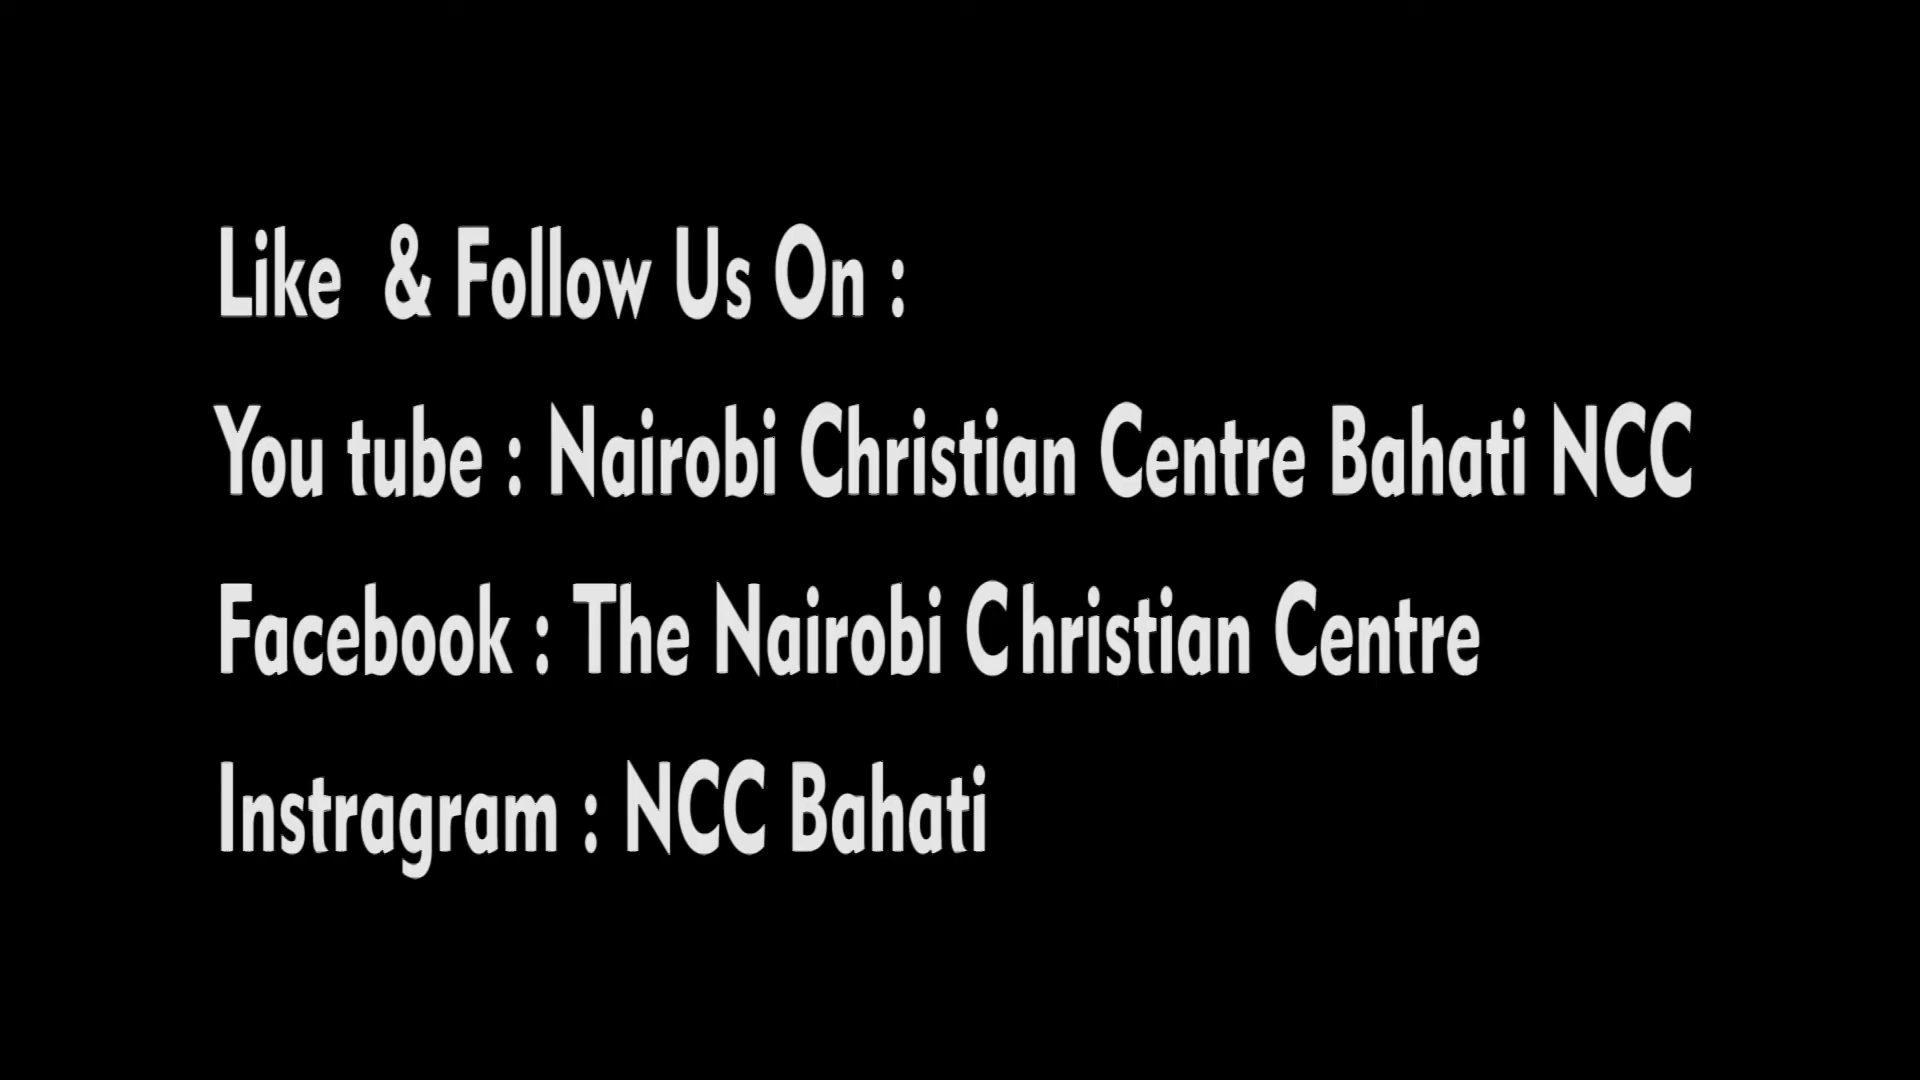 Like & Follow Us On :
You tube : Nairobi Christian Centre Bahati NCC
Facebook : The Nairobi Christian Centre
Instragram : NCC Bahati